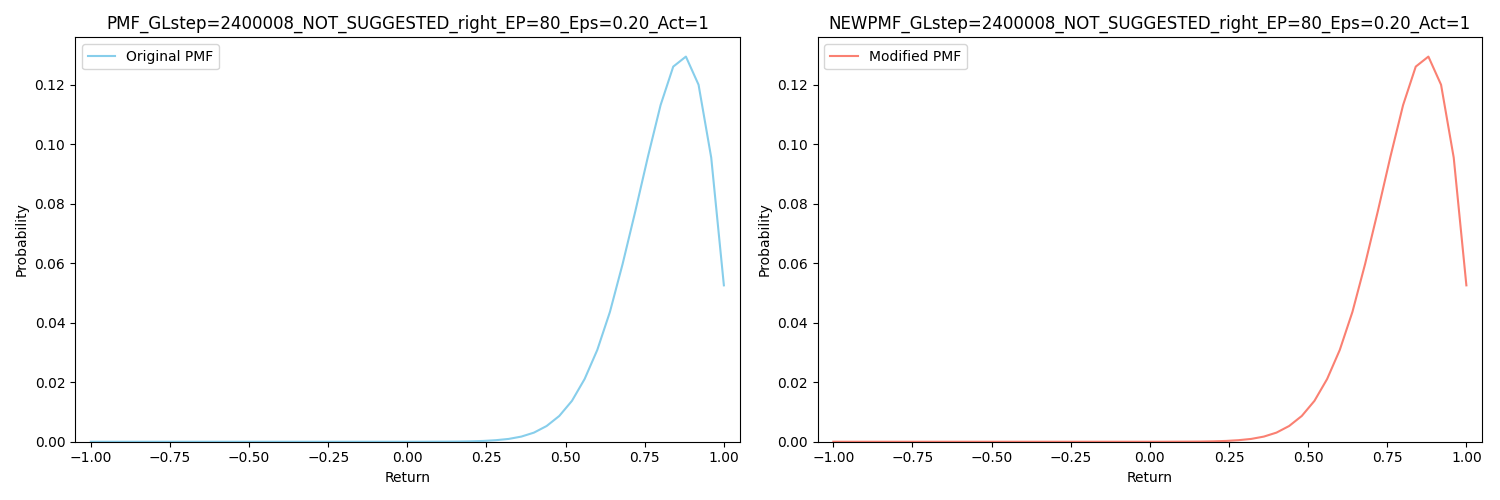 PMF_GLstep=2400008_NOT_SUGGESTED_right_EP=80_Eps=0.20_Act=1
Original PMF
Probability
0.12
0.10
0.08
0.06
0.04
0.02
0.00
−1.00 −0.75 −0.50 −0.25 0.00 0.25 0.50 0.75 1.00
Return
NEWPMF_GLstep=2400008_NOT_SUGGESTED_right_EP=80_Eps=0.20_Act=1
Modified PMF
Probability
0.12
0.10
0.08
0.06
0.04
0.02
0.00
−1.00 −0.75 −0.50 −0.25 0.00 0.25 0.50 0.75 1.00
Return